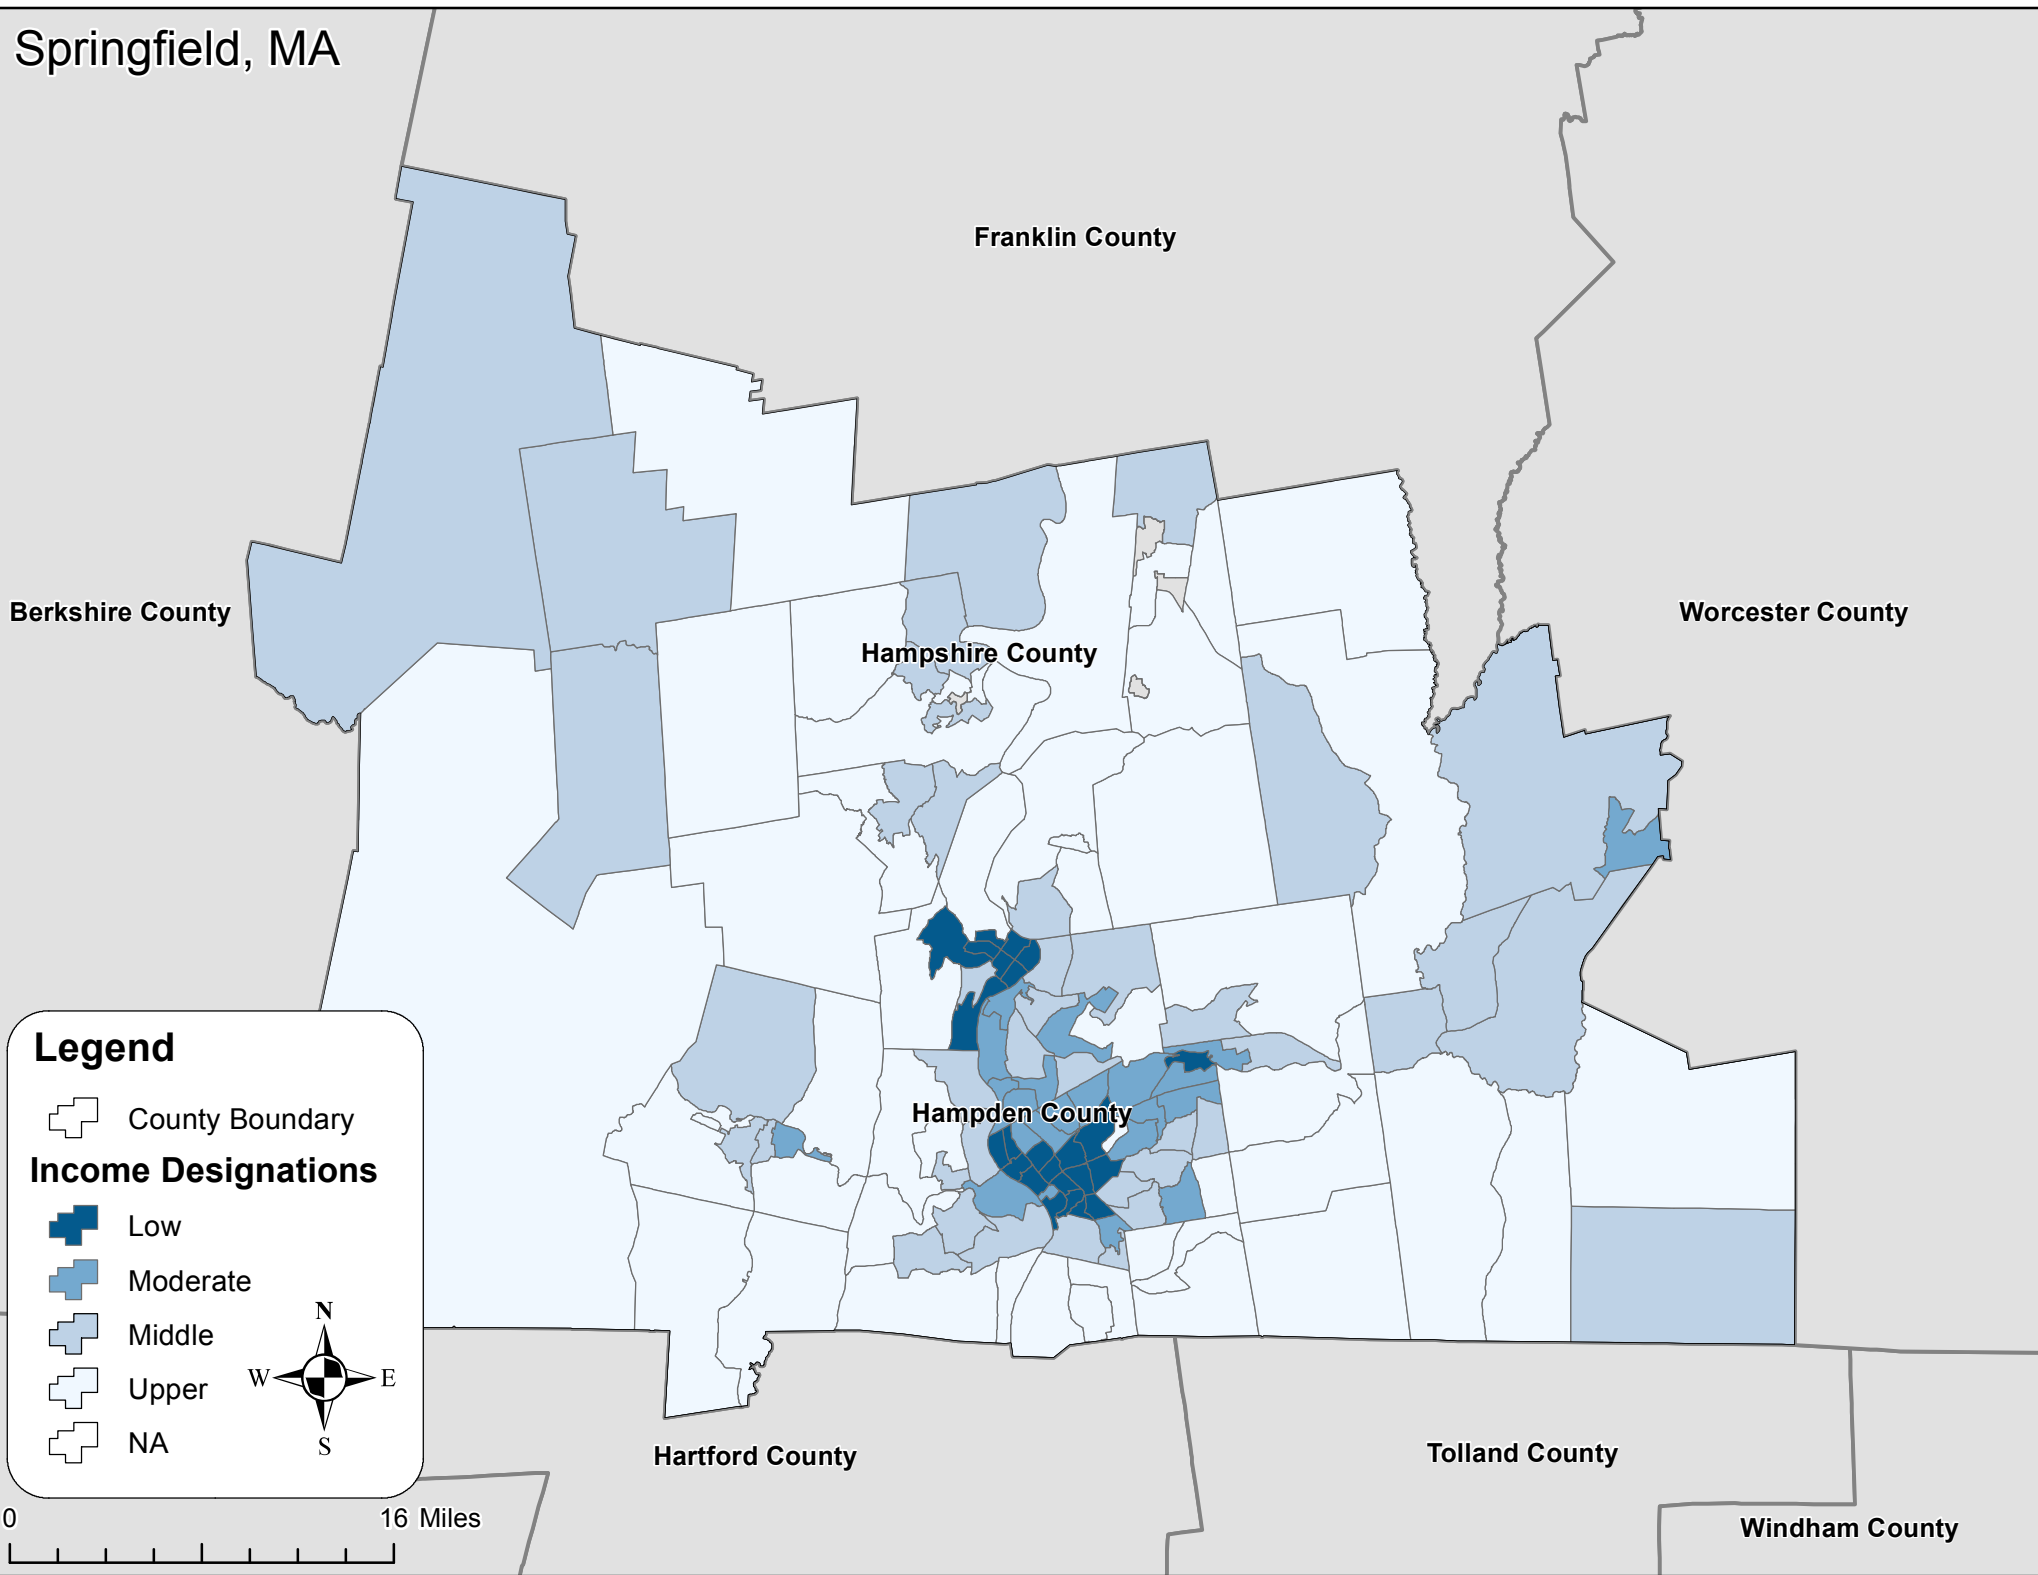 Springfield, MA
Franklin County
Berkshire County
Worcester County
Hampshire County
Hampden County
Legend
County Boundary
Income Designations
Low
Moderate
Middle
Upper
NA
N
W
E
S
Hartford County
Tolland County
Windham County
0
16 Miles